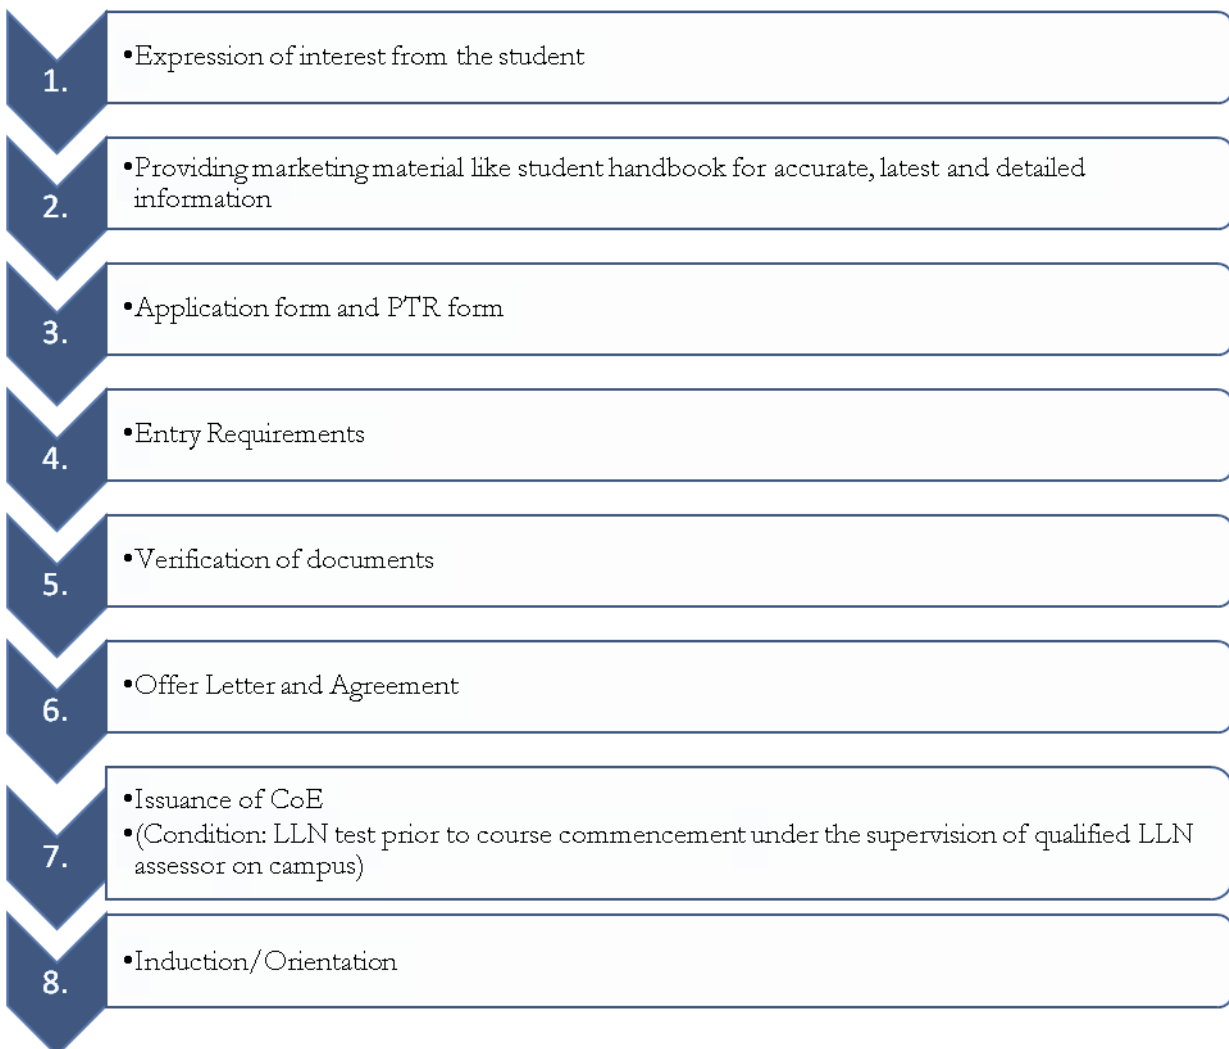 1.
•Expression of interest from the student
2.
•Providing marketing material like student handbook for accurate, latest and detailed
information
3.
•Application form and PTR form
4.
•Entry Requirements
5.
•Verification of documents
6.
•Offer Letter and Agreement
7.
•Issuance of CoE
•(Condition: LLN test prior to course commencement under the supervision of qualified LLN
assessor on campus)
8.
•Induction/Orientation